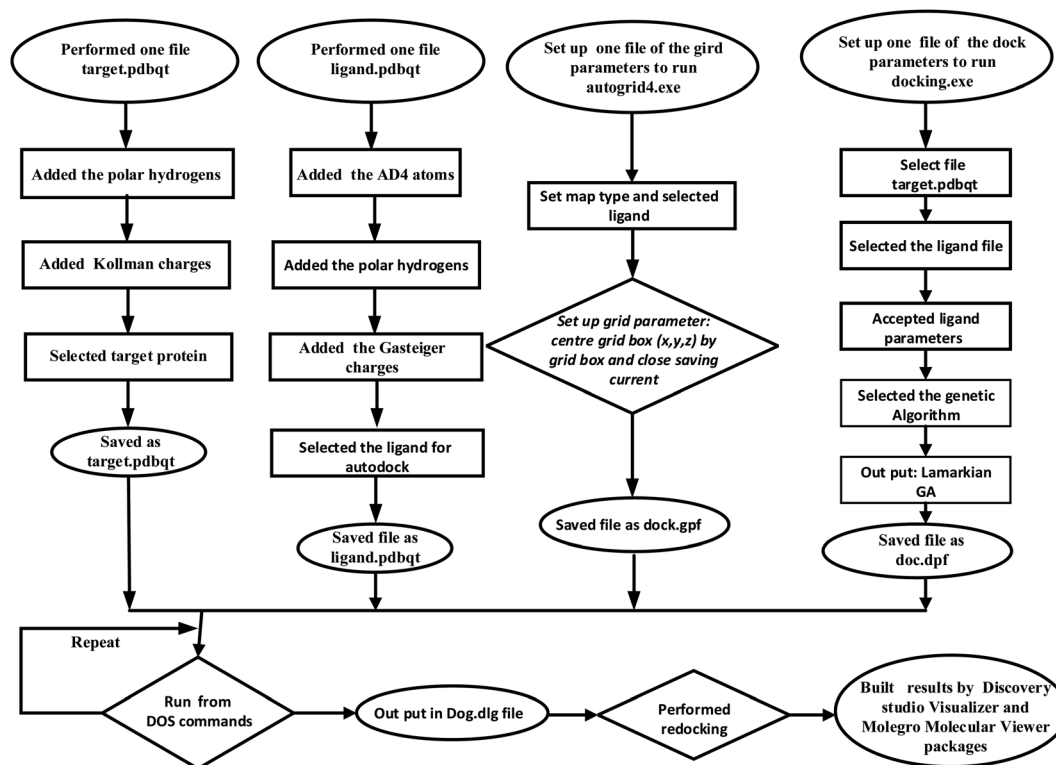 Performed one file
target.pdbqt
Added the polar hydrogens
Added Kollman charges
Selected target protein
Saved as
target.pdbqt
Performed one file
ligand.pdbqt
Added the AD4 atoms
Added the polar hydrogens
Added the Gasteiger
charges
Selected the ligand for
autodock
Saved file as
ligand.pdbqt
Set up one file of the gird
parameters to run
autogrid4.exe
Set map type and selected
ligand
Set up grid parameter:
centre grid box (x,y,z) by
grid box and close saving
current
Saved file as dock.gpf
Set up one file of the dock
parameters to run
docking.exe
Select file
target.pdbqt
Selected the ligand file
Accepted ligand
parameters
Selected the genetic
Algorithm
Out put: Lamarkian
GA
Saved file as
doc.dpf
Repeat
Run from
DOS commands
Out put in Dog.dlg file
Performed
redocking
Built results by Discovery
studio Visualizer and
Molegro Molecular Viewer
packages